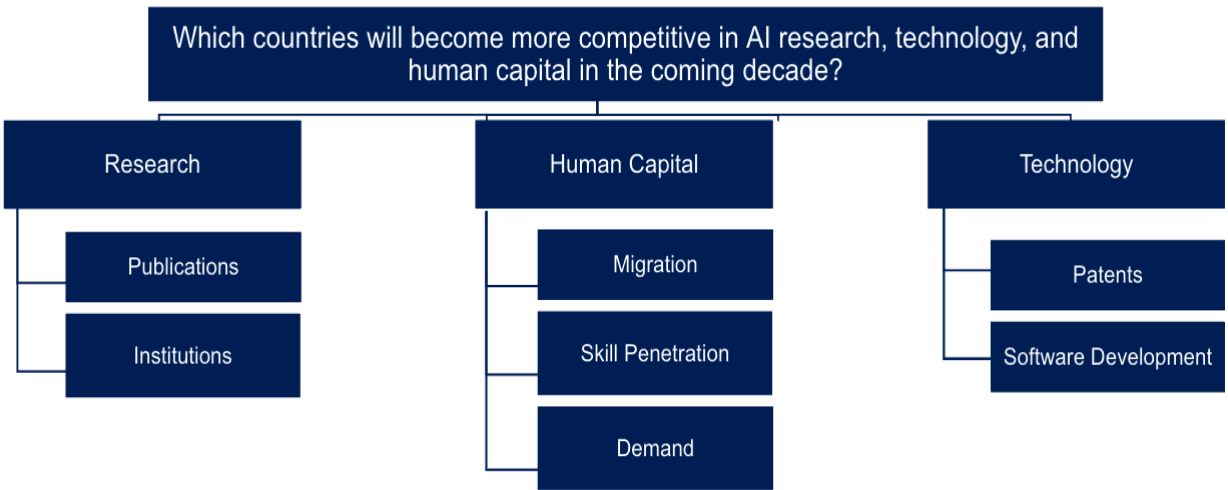 Which countries will become more competitive in AI research, technology, and
human capital in the coming decade?
Research
Publications
Institutions
Human Capital
Migration
Skill Penetration
Demand
Technology
Patents
Software Development